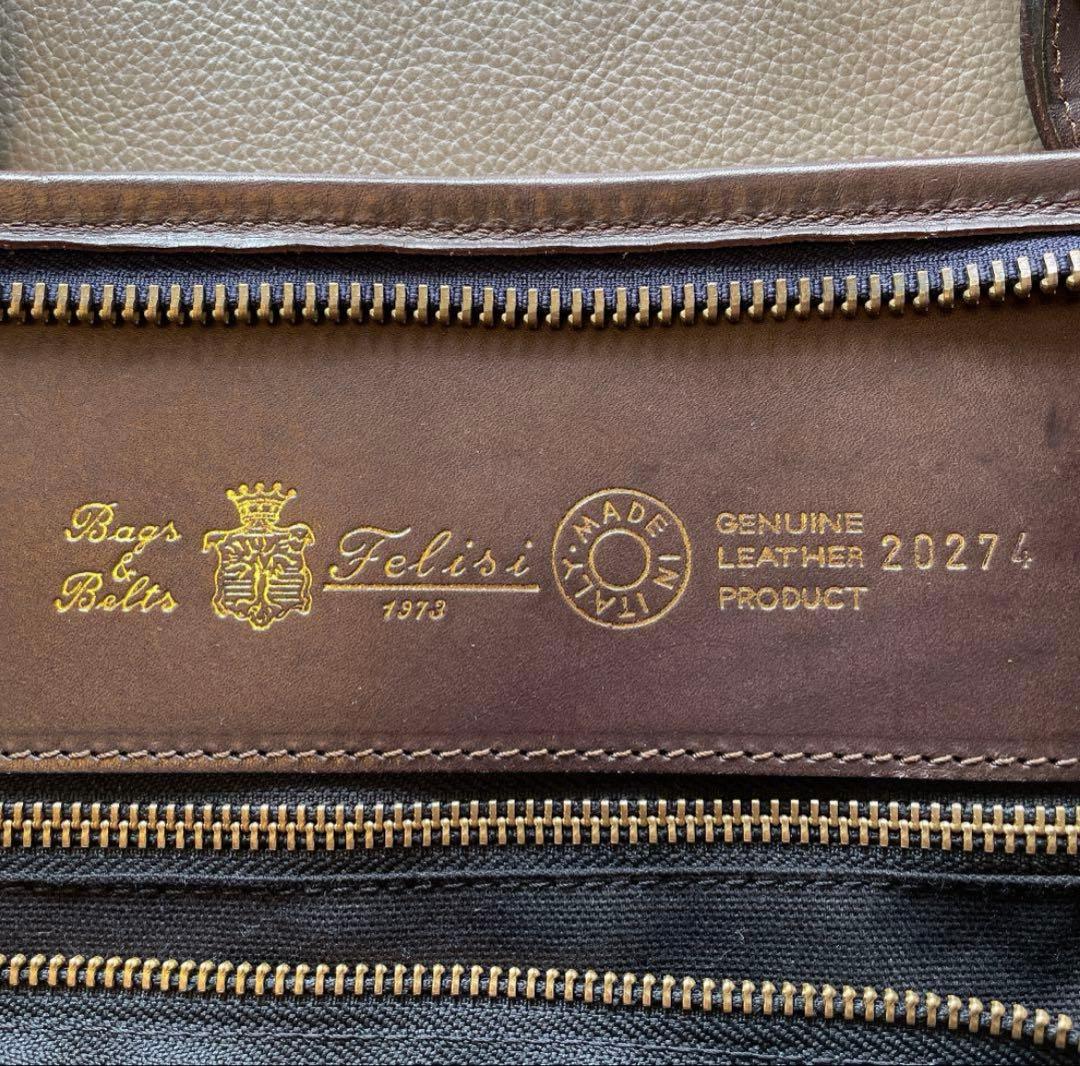 Bags
&
Belts
Felisi
1973
MADE IN ITALY
GENUINE
LEATHER
PRODUCT
20274